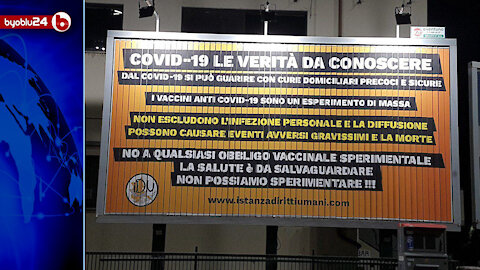 byoblu24 b
COVID-19 LE VERITÀ DA CONOSCERE
DAL COVID-19 SI PUÒ GUARIRE CON CURE DOMICILIARI PRECOCI E SICURE
I VACCINI ANTI COVID-19 SONO UN ESPERIMENTO DI MASSA
NON ESCLUDONO L'INFEZIONE PERSONALE E LA DIFFUSIONE
POSSONO CAUSARE EVENTI AVVERSI GRAVISSIMI E LA MORTE
NO A QUALSIASI OBBLIGO VACCINALE SPERIMENTALE
LA SALUTE è DA SALVAGUARDARE
NON POSSIAMO SPERIMENTARE !!!
www.istanzadirittiumani.com